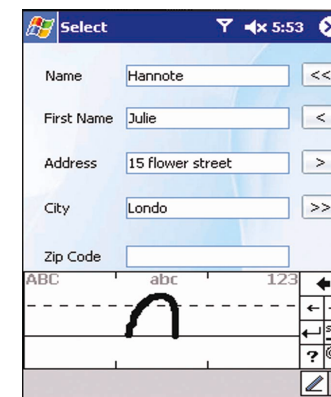 Select 5:53
Name Hannote <<
First Name Julie <
Address 15 flower street >
City Londo >>
Zip Code
ABC abc 123
n
?